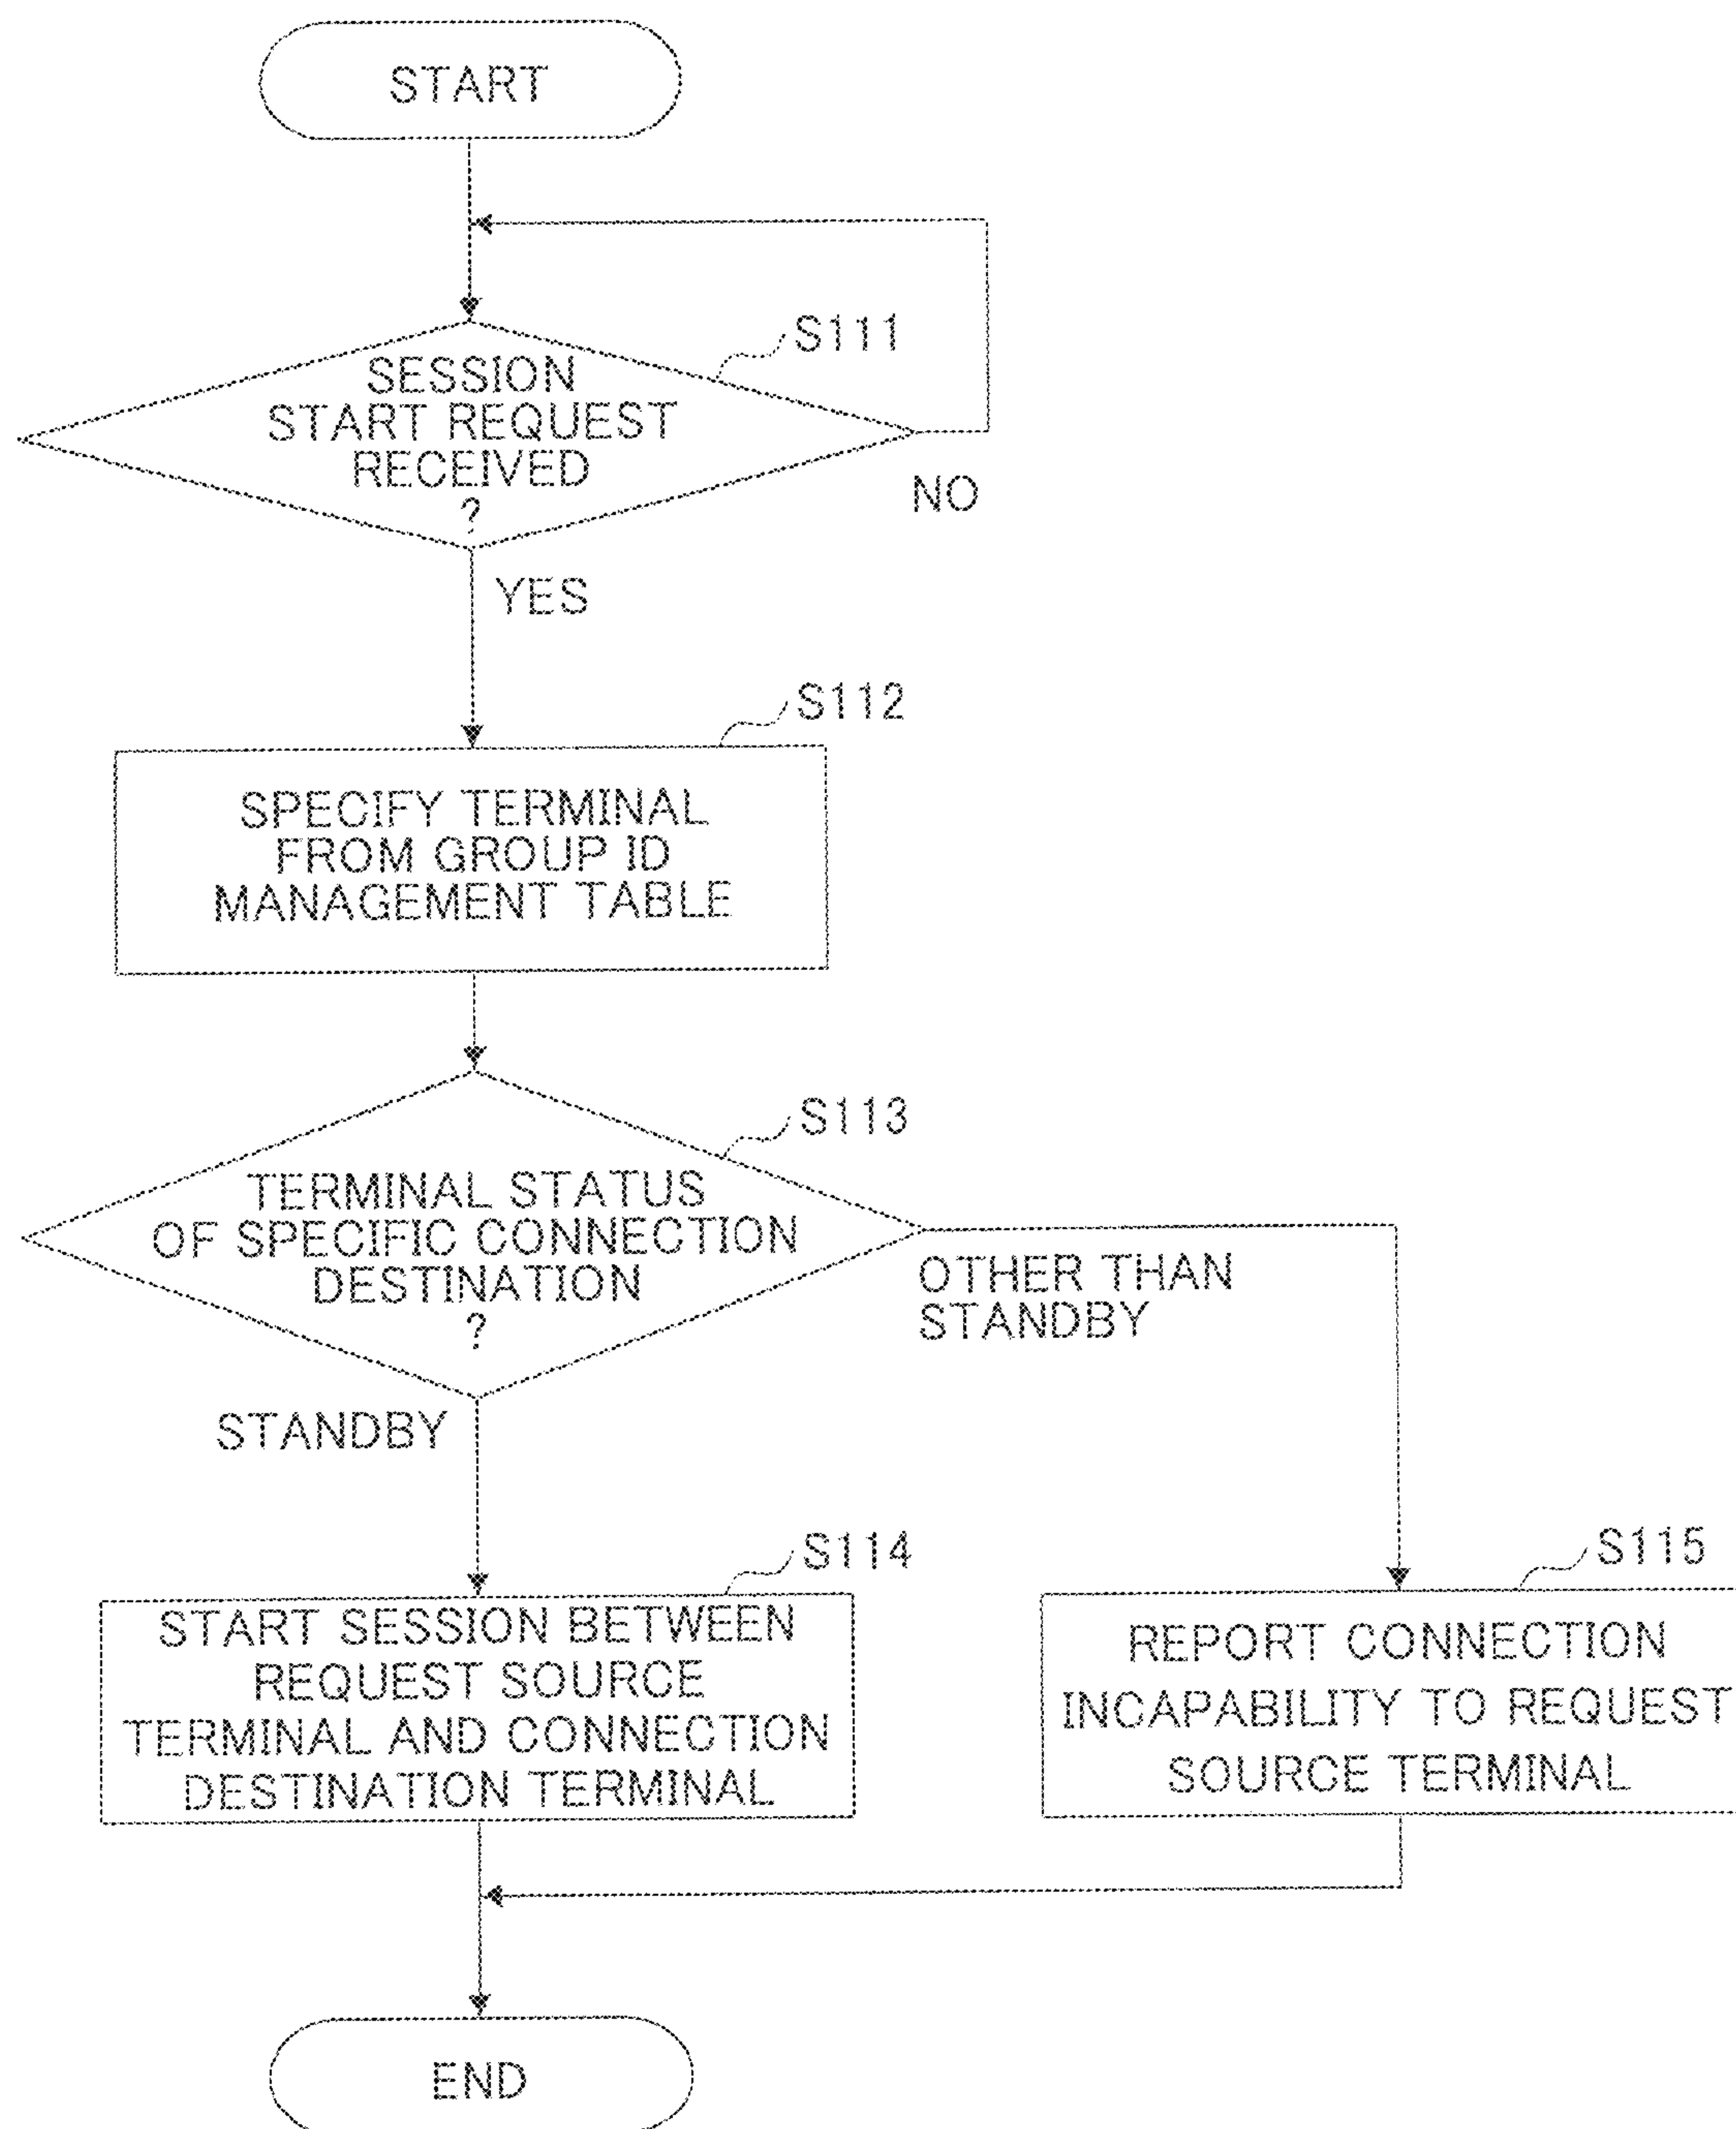 START
S111
SESSION
START REQUEST
RECEIVED
?
NO
YES
S112
SPECIFY TERMINAL
FROM GROUP ID
MANAGEMENT TABLE
S113
TERMINAL STATUS
OF SPECIFIC CONNECTION
DESTINATION
?
OTHER THAN
STANDBY
STANDBY
S114
START SESSION BETWEEN
REQUEST SOURCE
TERMINAL AND CONNECTION
DESTINATION TERMINAL
S115
REPORT CONNECTION
INCAPABILITY TO REQUEST
SOURCE TERMINAL
END